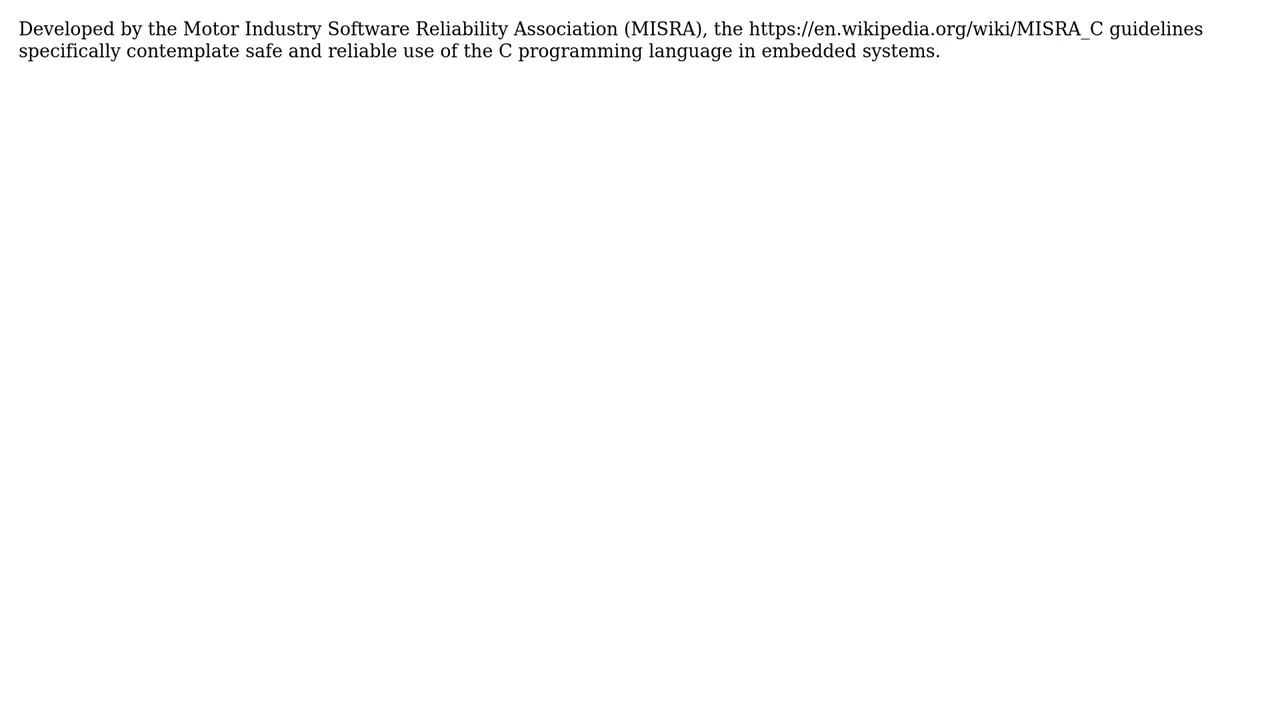 Developed by the Motor Industry Software Reliability Association (MISRA), the https://en.wikipedia.org/wiki/MISRA_C guidelines
specifically contemplate safe and reliable use of the C programming language in embedded systems.